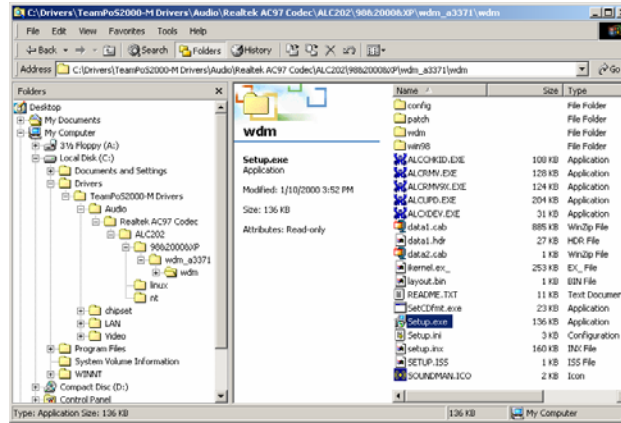 C:\Drivers\TeamPoS2000-M Drivers\Audio\Realtek AC97 Codec\ALC202\98&2000&XP\wdm_a3371\wdm
File Edit View Favorites Tools Help
Back Search Folders History
Address C:\Drivers\TeamPoS2000-M Drivers\Audio\Realtek AC97 Codec\ALC202\98&2000&XP\wdm_a3371\wdm Go
Folders
Desktop
My Documents
My Computer
3½ Floppy (A:)
Local Disk (C:)
Documents and Settings
Drivers
TeamPoS2000-M Drivers
Audio
Realtek AC97 Codec
ALC202
98&2000&XP
wdm_a3371
wdm
linux
nt
chipset
LAN
Video
Program Files
System Volume Information
WINNT
Compact Disc (D:)
Control Panel
wdm
Setup.exe
Application
Modified: 1/10/2000 3:52 PM
Size: 136 KB
Attributes: Read-only
Name Size Type
config File Folder
patch File Folder
wdm File Folder
win98 File Folder
ALCCHKID.EXE 108 KB Application
ALCRMV.EXE 128 KB Application
ALCRMV9X.EXE 124 KB Application
ALCUPD.EXE 204 KB Application
ALCXDEV.EXE 31 KB Application
data1.cab 885 KB WinZip File
data1.hdr 27 KB HDR File
data2.cab 1 KB WinZip File
ikernel.ex_ 253 KB EX_ File
layout.bin 1 KB BIN File
README.TXT 11 KB Text Documen
SetCDfmt.exe 23 KB Application
Setup.exe 136 KB Application
Setup.ini 3 KB Configuration
setup.inx 160 KB INX File
SETUP.ISS 1 KB ISS File
SOUNDMAN.ICO 2 KB Icon
Type: Application Size: 136 KB 136 KB My Computer